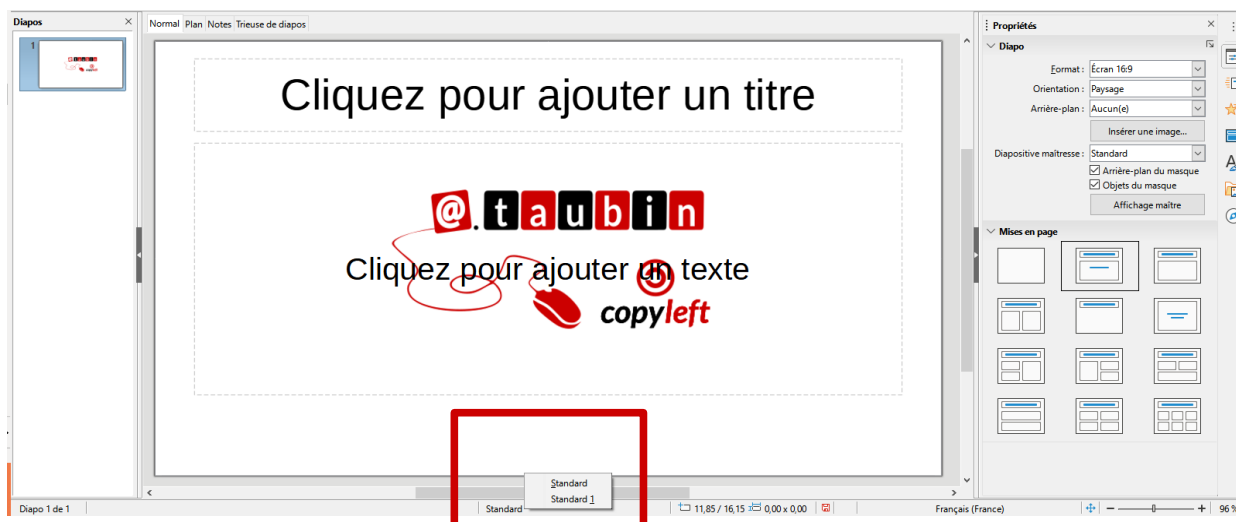 Diapos
1
Normal Plan Notes Trieuse de diapos
Cliquez pour ajouter un titre
@.taubin
Cliquez pour ajouter un texte
copyleft
Standard
Standard 1
Propriétés
Diapo
Format : Écran 16:9
Orientation : Paysage
Arrière-plan : Aucun(e)
Insérer une image...
Diapositive maîtresse : Standard
Arrière-plan du masque
Objets du masque
Affichage maître
Mises en page
Diapo 1 de 1
Standard
11,85 / 16,15
0,00 x 0,00
Français (France)
96 %